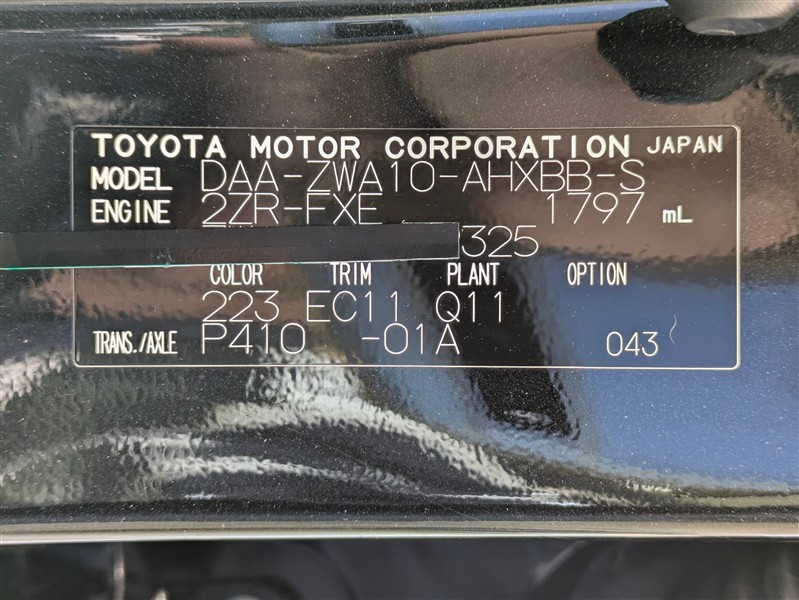 TOYOTA MOTOR CORPORATION JAPAN
MODEL DAA-ZWA10-AHXBB-S
ENGINE 2ZR-FXE 1797 mL
325
COLOR TRIM PLANT OPTION
223 EC11 Q11
TRANS./AXLE P410 -01A 043